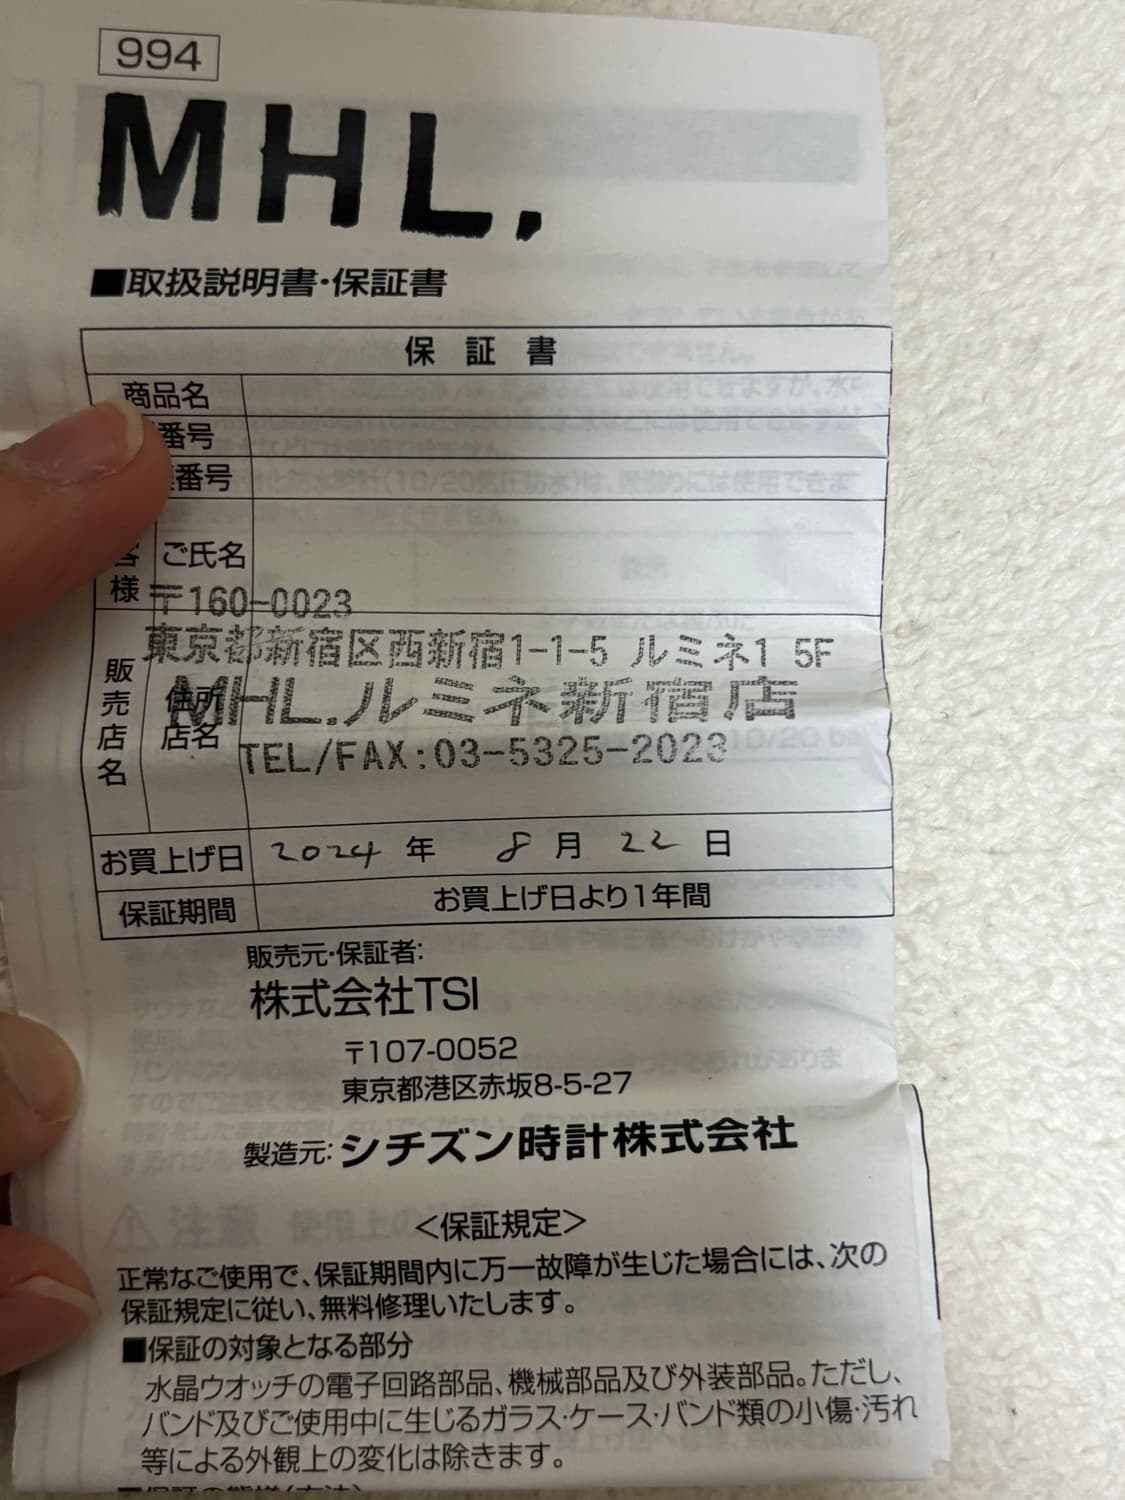 994
MHL.
■取扱説明書・保証書
保証書
商品名
番号
番号
様 ご氏名
〒160-0023
東京都新宿区西新宿1-1-5 ルミネ1 5F
販売店名 住所 店名
MHL.ルミネ新宿店
TEL/FAX:03-5325-2023
お買上げ日 2024 年 8 月 22 日
保証期間 お買上げ日より1年間
販売元・保証者:
株式会社TSI
〒107-0052
東京都港区赤坂8-5-27
製造元:シチズン時計株式会社
<保証規定>
正常なご使用で、保証期間内に万一故障が生じた場合には、次の
保証規定に従い、無料修理いたします。
■保証の対象となる部分
水晶ウオッチの電子回路部品、機械部品及び外装部品。ただし、
バンド及びご使用中に生じるガラス・ケース・バンド類の小傷・汚れ
等による外観上の変化は除きます。